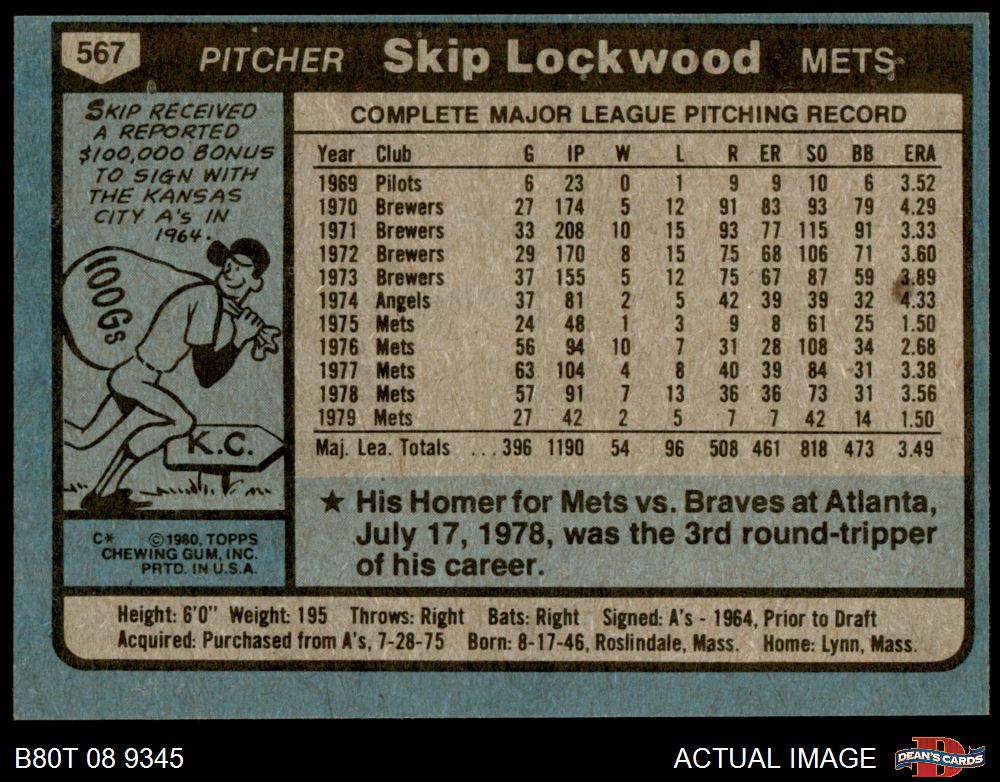 567 PITCHER Skip Lockwood METS
SKIP RECEIVED
A REPORTED
$100,000 BONUS
TO SIGN WITH
THE KANSAS
CITY A's IN
1964.
100Gs
K.C.
C* ©1980, TOPPS
CHEWING GUM, INC.
PRTD. IN U.S.A.
COMPLETE MAJOR LEAGUE PITCHING RECORD
Year Club G IP W L R ER SO BB ERA
1969 Pilots 6 23 0 1 9 9 10 6 3.52
1970 Brewers 27 174 5 12 91 83 93 79 4.29
1971 Brewers 33 208 10 15 93 77 115 91 3.33
1972 Brewers 29 170 8 15 75 68 106 71 3.60
1973 Brewers 37 155 5 12 75 67 87 59 3.89
1974 Angels 37 81 2 5 42 39 39 32 4.33
1975 Mets 24 48 1 3 9 8 61 25 1.50
1976 Mets 56 94 10 7 31 28 108 34 2.68
1977 Mets 63 104 4 8 40 39 84 31 3.38
1978 Mets 57 91 7 13 36 36 73 31 3.56
1979 Mets 27 42 2 5 7 7 42 14 1.50
Maj. Lea. Totals ...396 1190 54 96 508 461 818 473 3.49
★ His Homer for Mets vs. Braves at Atlanta,
July 17, 1978, was the 3rd round-tripper
of his career.
Height: 6'0" Weight: 195 Throws: Right Bats: Right Signed: A's - 1964, Prior to Draft
Acquired: Purchased from A's, 7-28-75 Born: 8-17-46, Roslindale, Mass. Home: Lynn, Mass.
B80T 08 9345 ACTUAL IMAGE D DEAN'S CARDS